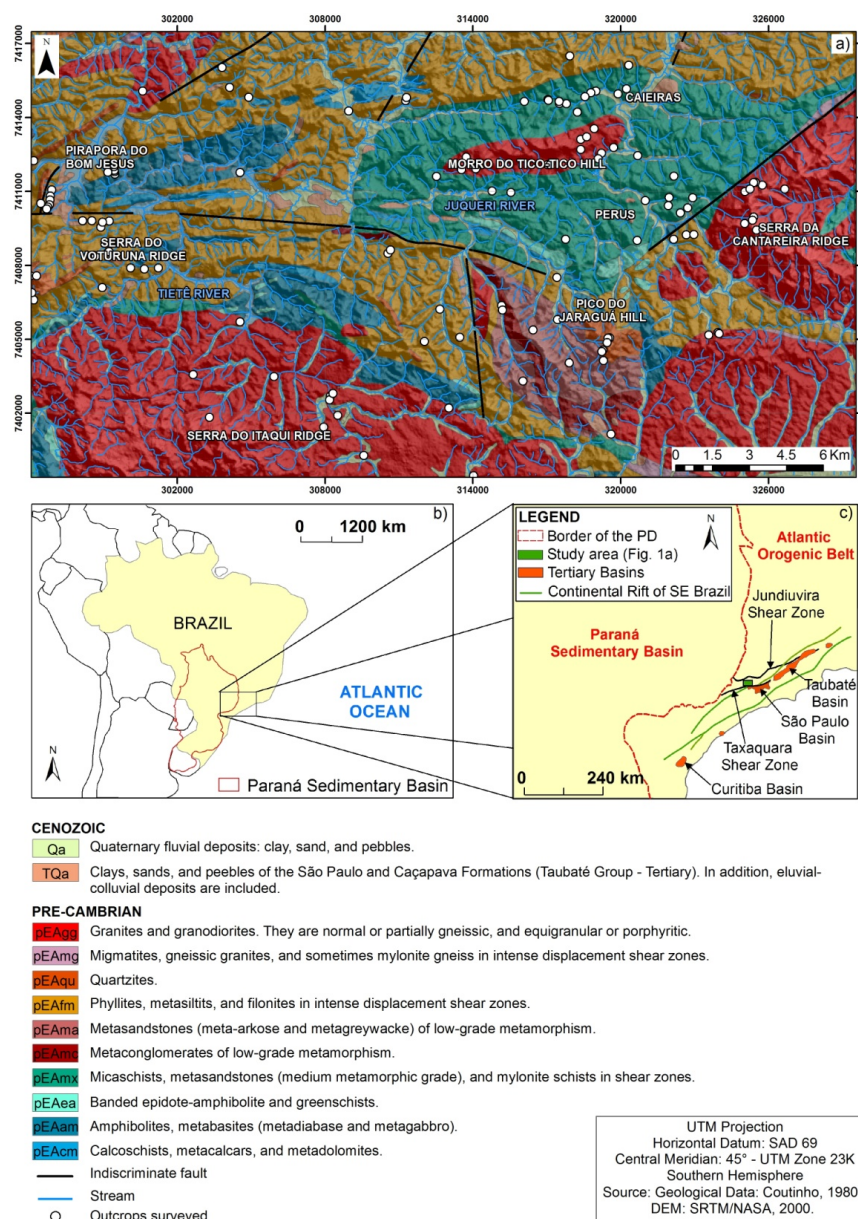 302000 308000 314000 320000 326000
7417000
7414000
7411000
7408000
7405000
7402000
N
a)
CAIEIRAS
PIRAPORA DO
BOM JESUS
MORRO DO TICO-TICO HILL
JUQUERI RIVER
PERUS
SERRA DA
CANTAREIRA RIDGE
SERRA DO
VOTURUNA RIDGE
TIETÊ RIVER
PICO DO
JARAGUÁ HILL
SERRA DO ITAQUI RIDGE
0 1.5 3 4.5 6 Km
302000 308000 314000 320000 326000
b)
0 1200 km
BRAZIL
ATLANTIC
OCEAN
N
Paraná Sedimentary Basin
c)
LEGEND
N
Border of the PD
Study area (Fig. 1a)
Tertiary Basins
Continental Rift of SE Brazil
Atlantic
Orogenic Belt
Jundiuvira
Shear Zone
Paraná
Sedimentary Basin
Taubaté
Basin
São Paulo
Basin
Taxaquara
Shear Zone
0 240 km
Curitiba Basin
CENOZOIC
Qa Quaternary fluvial deposits: clay, sand, and pebbles.
TQa Clays, sands, and peebles of the São Paulo and Caçapava Formations (Taubaté Group - Tertiary). In addition, eluvial-
colluvial deposits are included.
PRE-CAMBRIAN
pEAgg Granites and granodiorites. They are normal or partially gneissic, and equigranular or porphyritic.
pEAmg Migmatites, gneissic granites, and sometimes mylonite gneiss in intense displacement shear zones.
pEAqu Quartzites.
pEAfm Phyllites, metasiltits, and filonites in intense displacement shear zones.
pEAma Metasandstones (meta-arkose and metagreywacke) of low-grade metamorphism.
pEAmc Metaconglomerates of low-grade metamorphism.
pEAmx Micaschists, metasandstones (medium metamorphic grade), and mylonite schists in shear zones.
pEAea Banded epidote-amphibolite and greenschists.
pEAam Amphibolites, metabasites (metadiabase and metagabbro).
pEAcm Calcoschists, metacalcars, and metadolomites.
Indiscriminate fault
Stream
Outcrops surveyed
UTM Projection
Horizontal Datum: SAD 69
Central Meridian: 45° - UTM Zone 23K
Southern Hemisphere
Source: Geological Data: Coutinho, 1980
DEM: SRTM/NASA, 2000.